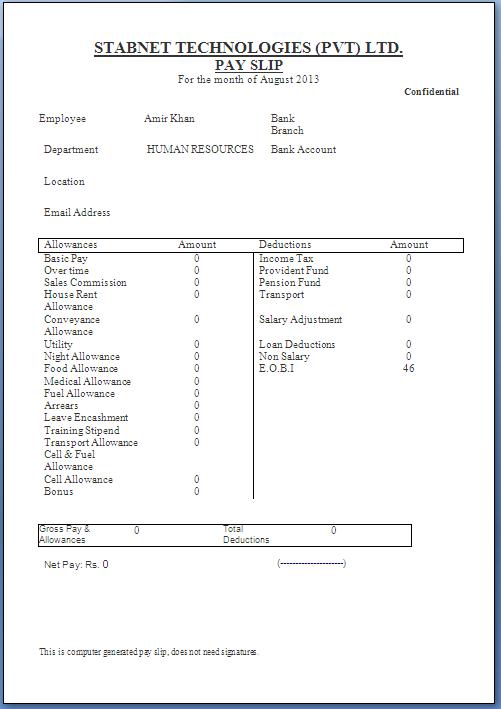 STABNET TECHNOLOGIES (PVT) LTD.
PAY SLIP
For the month of August 2013
Confidential
Employee Amir Khan Bank
Branch
Department HUMAN RESOURCES Bank Account
Location
Email Address
Allowances Amount Deductions Amount
Basic Pay 0 Income Tax 0
Over time 0 Provident Fund 0
Sales Commission 0 Pension Fund 0
House Rent 0 Transport 0
Allowance
Conveyance 0 Salary Adjustment 0
Allowance
Utility 0 Loan Deductions 0
Night Allowance 0 Non Salary 0
Food Allowance 0 E.O.B.I 46
Medical Allowance 0
Fuel Allowance 0
Arrears 0
Leave Encashment 0
Training Stipend 0
Transport Allowance 0
Cell & Fuel
Allowance
Cell Allowance 0
Bonus 0
Gross Pay & 0 Total 0
Allowances Deductions
Net Pay: Rs. 0 (---------------------)
This is computer generated pay slip, does not need signatures.